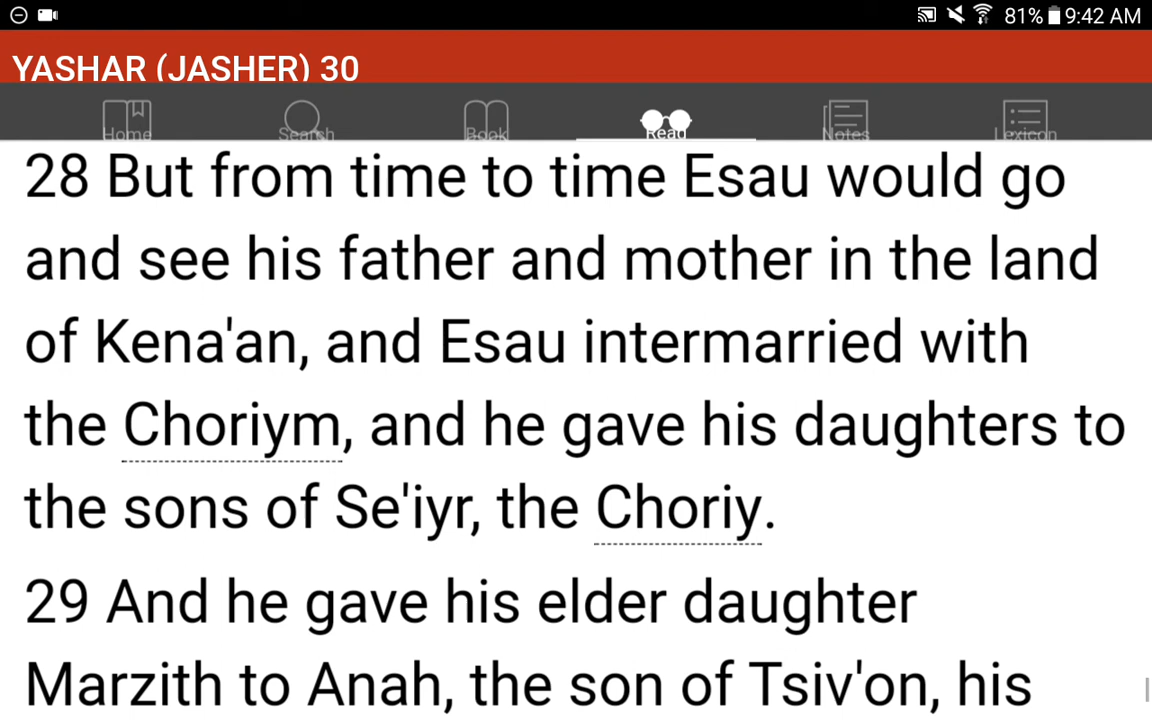 81% 9:42 AM
YASHAR (JASHER) 30
Home Search Book Read Notes Lexicon
28 But from time to time Esau would go
and see his father and mother in the land
of Kena'an, and Esau intermarried with
the Choriym, and he gave his daughters to
the sons of Se'iyr, the Choriy.
29 And he gave his elder daughter
Marzith to Anah, the son of Tsiv'on, his